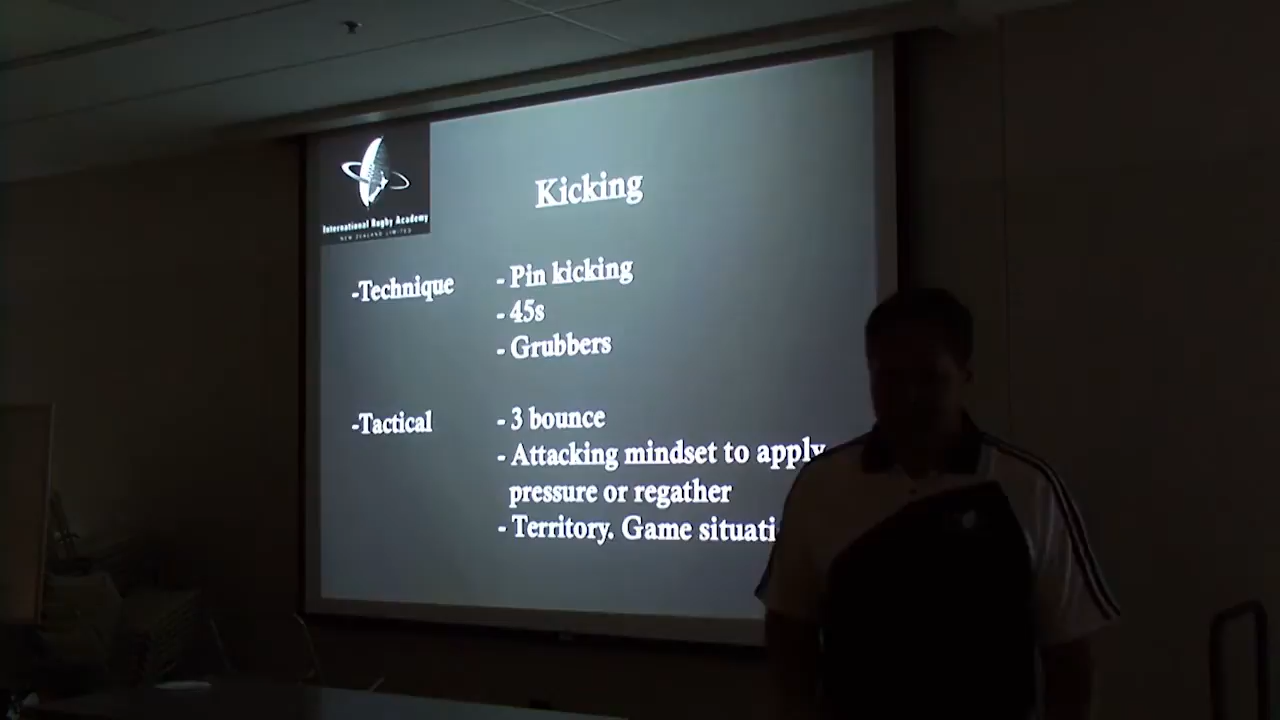 International Rugby Academy
NEW ZEALAND LIMITED
Kicking
-Technique - Pin kicking
- 45s
- Grubbers
-Tactical - 3 bounce
- Attacking mindset to apply
pressure or regather
- Territory. Game